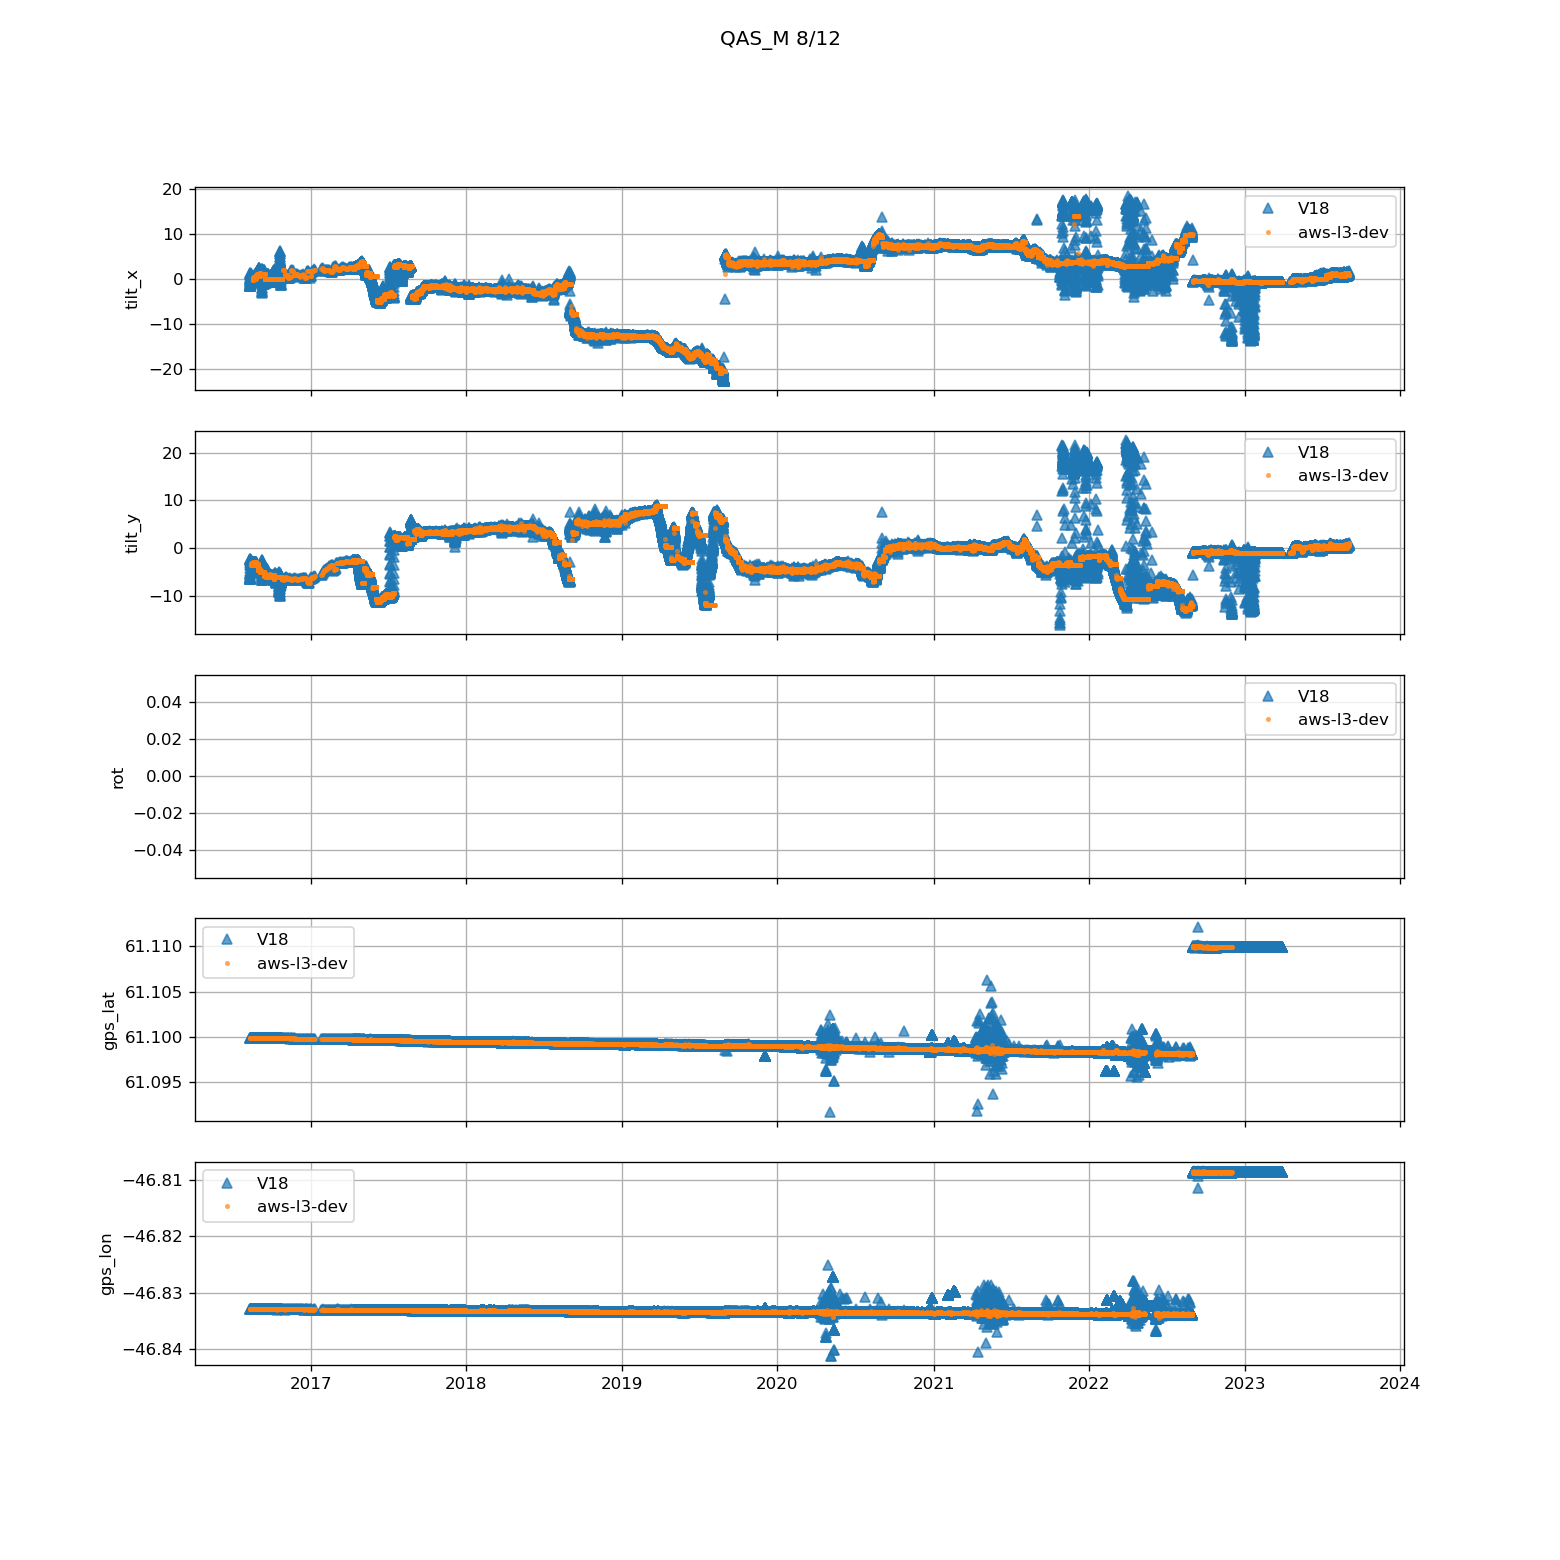 QAS_M 8/12
20
10
0
−10
−20
tilt_x
V18
aws-l3-dev
20
10
0
−10
tilt_y
V18
aws-l3-dev
0.04
0.02
0.00
−0.02
−0.04
rot
V18
aws-l3-dev
61.110
61.105
61.100
61.095
gps_lat
V18
aws-l3-dev
−46.81
−46.82
−46.83
−46.84
gps_lon
V18
aws-l3-dev
2017 2018 2019 2020 2021 2022 2023 2024